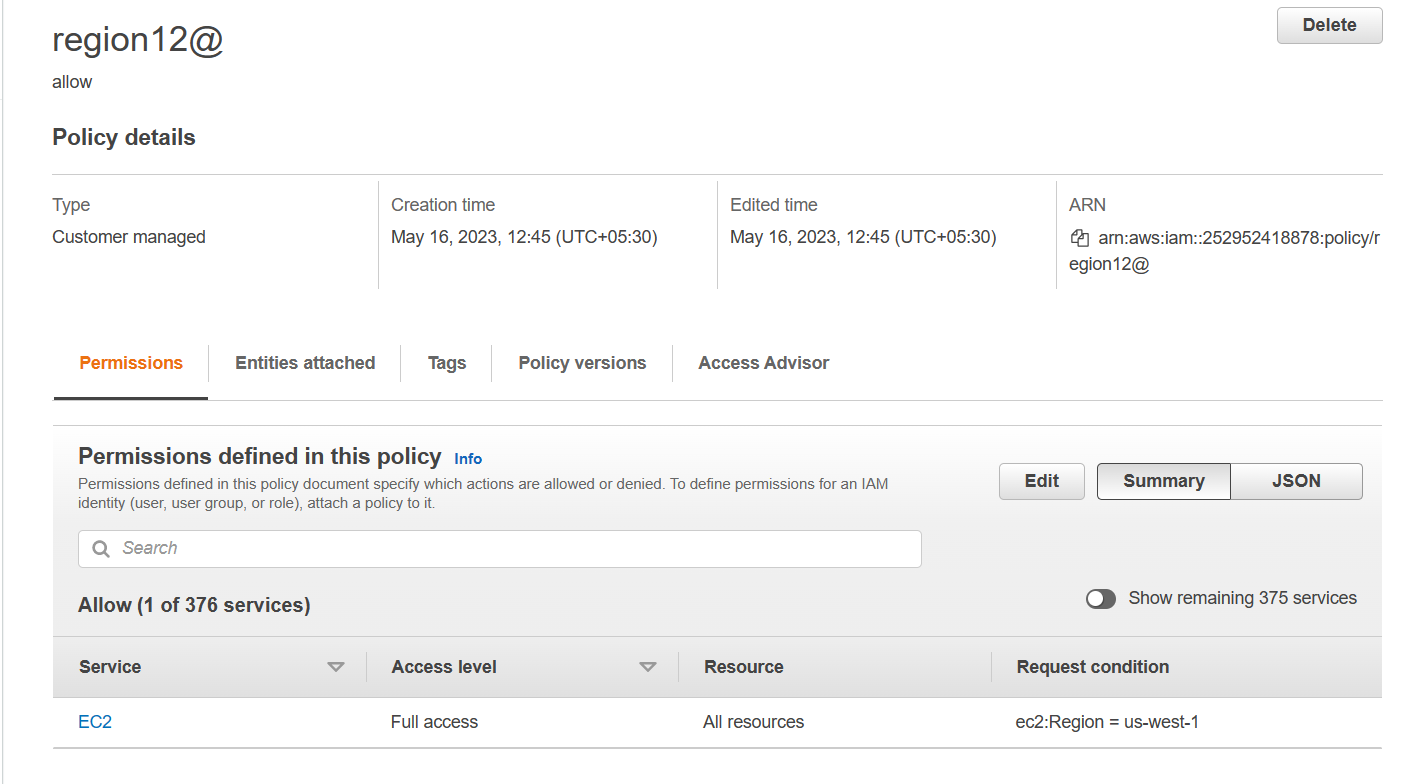 region12@
Delete
allow
Policy details
Type
Creation time
Edited time
ARN
Customer managed
May 16, 2023, 12:45 (UTC+05:30)
May 16, 2023, 12:45 (UTC+05:30)
arn:aws:iam::252952418878:policy/r
egion12@
Permissions
Entities attached
Tags
Policy versions
Access Advisor
Permissions defined in this policy Info
Permissions defined in this policy document specify which actions are allowed or denied. To define permissions for an IAM
identity (user, user group, or role), attach a policy to it.
Edit
Summary
JSON
Search
Allow (1 of 376 services)
Show remaining 375 services
Service
Access level
Resource
Request condition
EC2
Full access
All resources
ec2:Region = us-west-1